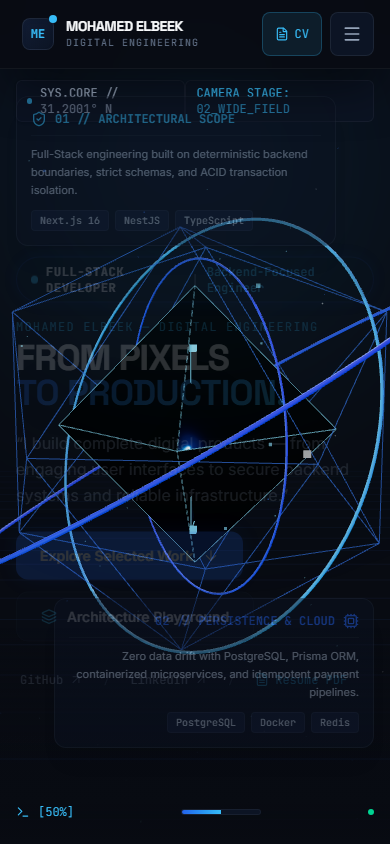 ME
MOHAMED ELBEEK
DIGITAL ENGINEERING
CV
SYS.CORE //
31.2001° N
CAMERA STAGE:
02_WIDE_FIELD
01 // ARCHITECTURAL SCOPE
Full-Stack engineering built on deterministic backend
boundaries, strict schemas, and ACID transaction
isolation.
Next.js 16
NestJS
TypeScript
FULL-STACK
DEVELOPER
Backend-Focused
Engineer
MOHAMED ELBEEK — DIGITAL ENGINEERING
FROM PIXELS
TO PRODUCTION.
build complete digital products — from
engaging user interfaces to secure backend
systems and reliable infrastructure.
Explore Selected Work
Architecture Playground
PERSISTENCE & CLOUD
Zero data drift with PostgreSQL, Prisma ORM,
containerized microservices, and idempotent payment
pipelines.
GitHub ↗
LinkedIn
Resume PDF
PostgreSQL
Docker
Redis
[50%]